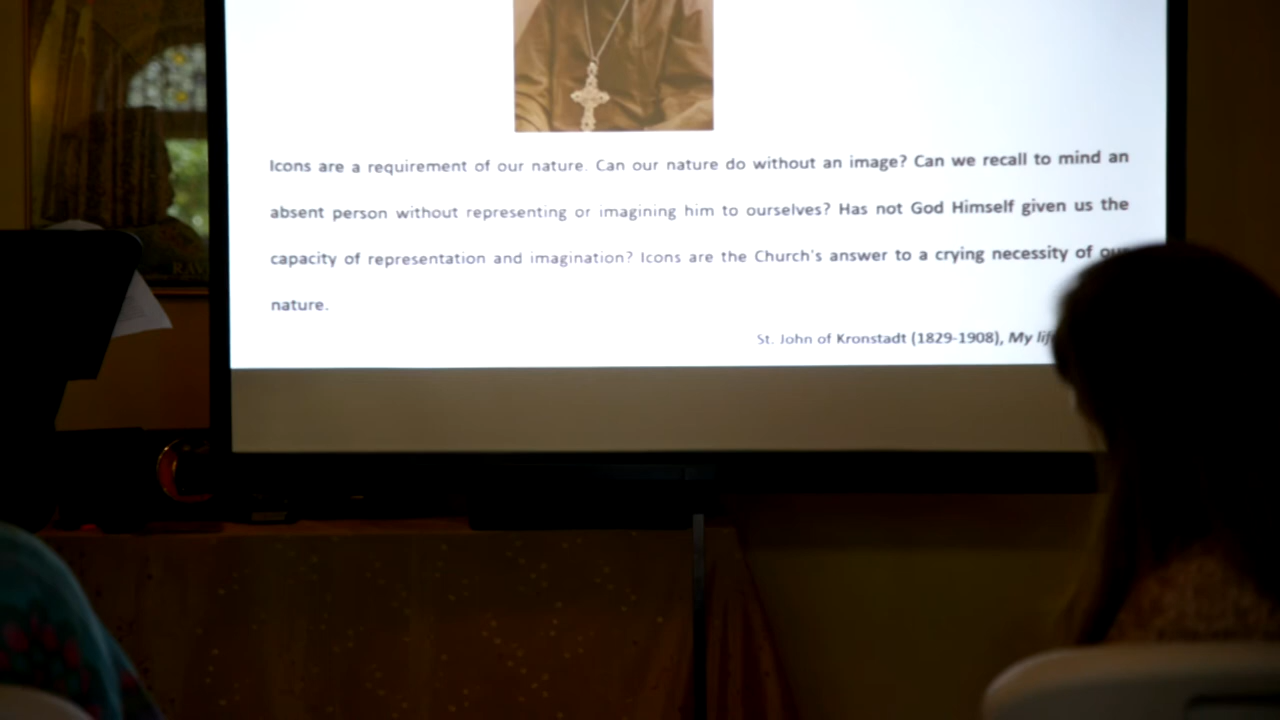 Icons are a requirement of our nature. Can our nature do without an image? Can we recall to mind an
absent person without representing or imagining him to ourselves? Has not God Himself given us the
capacity of representation and imagination? Icons are the Church's answer to a crying necessity of our
nature.
St. John of Kronstadt (1829-1908), My